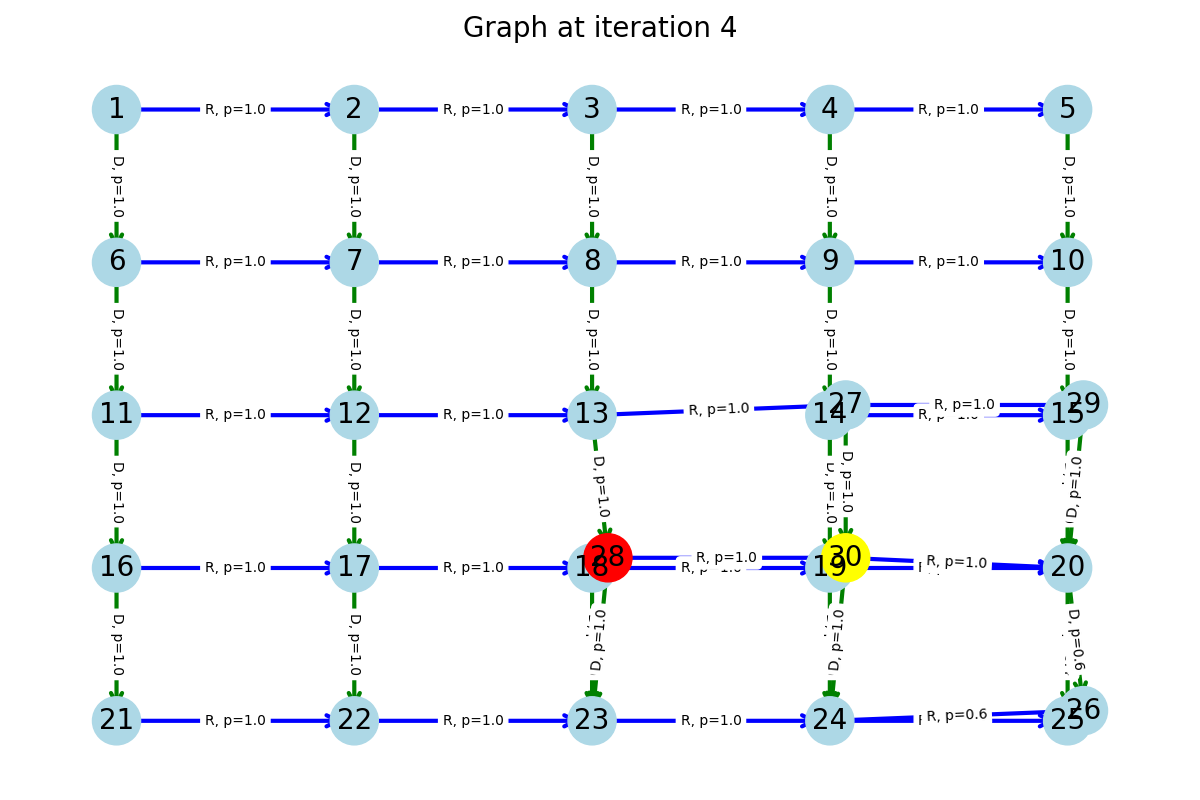 Graph at iteration 4
1 R, p=1.0 2 R, p=1.0 3 R, p=1.0 4 R, p=1.0 5
D, p=1.0 D, p=1.0 D, p=1.0 D, p=1.0 D, p=1.0
6 R, p=1.0 7 R, p=1.0 8 R, p=1.0 9 R, p=1.0 10
D, p=1.0 D, p=1.0 D, p=1.0 D, p=1.0 D, p=1.0
27 R, p=1.0 29
11 R, p=1.0 12 R, p=1.0 13 R, p=1.0 14 R, p=1.0 15
D, p=1.0 D, p=1.0 D, p=1.0 D, p=1.0 D, p=1.0 D, p=1.0
28 R, p=1.0 30 R, p=1.0
16 R, p=1.0 17 R, p=1.0 18 R, p=1.0 19 20
D, p=1.0 D, p=1.0 D, p=1.0 D, p=1.0 D, p=0.6
R, p=0.6 26
21 R, p=1.0 22 R, p=1.0 23 R, p=1.0 24 25